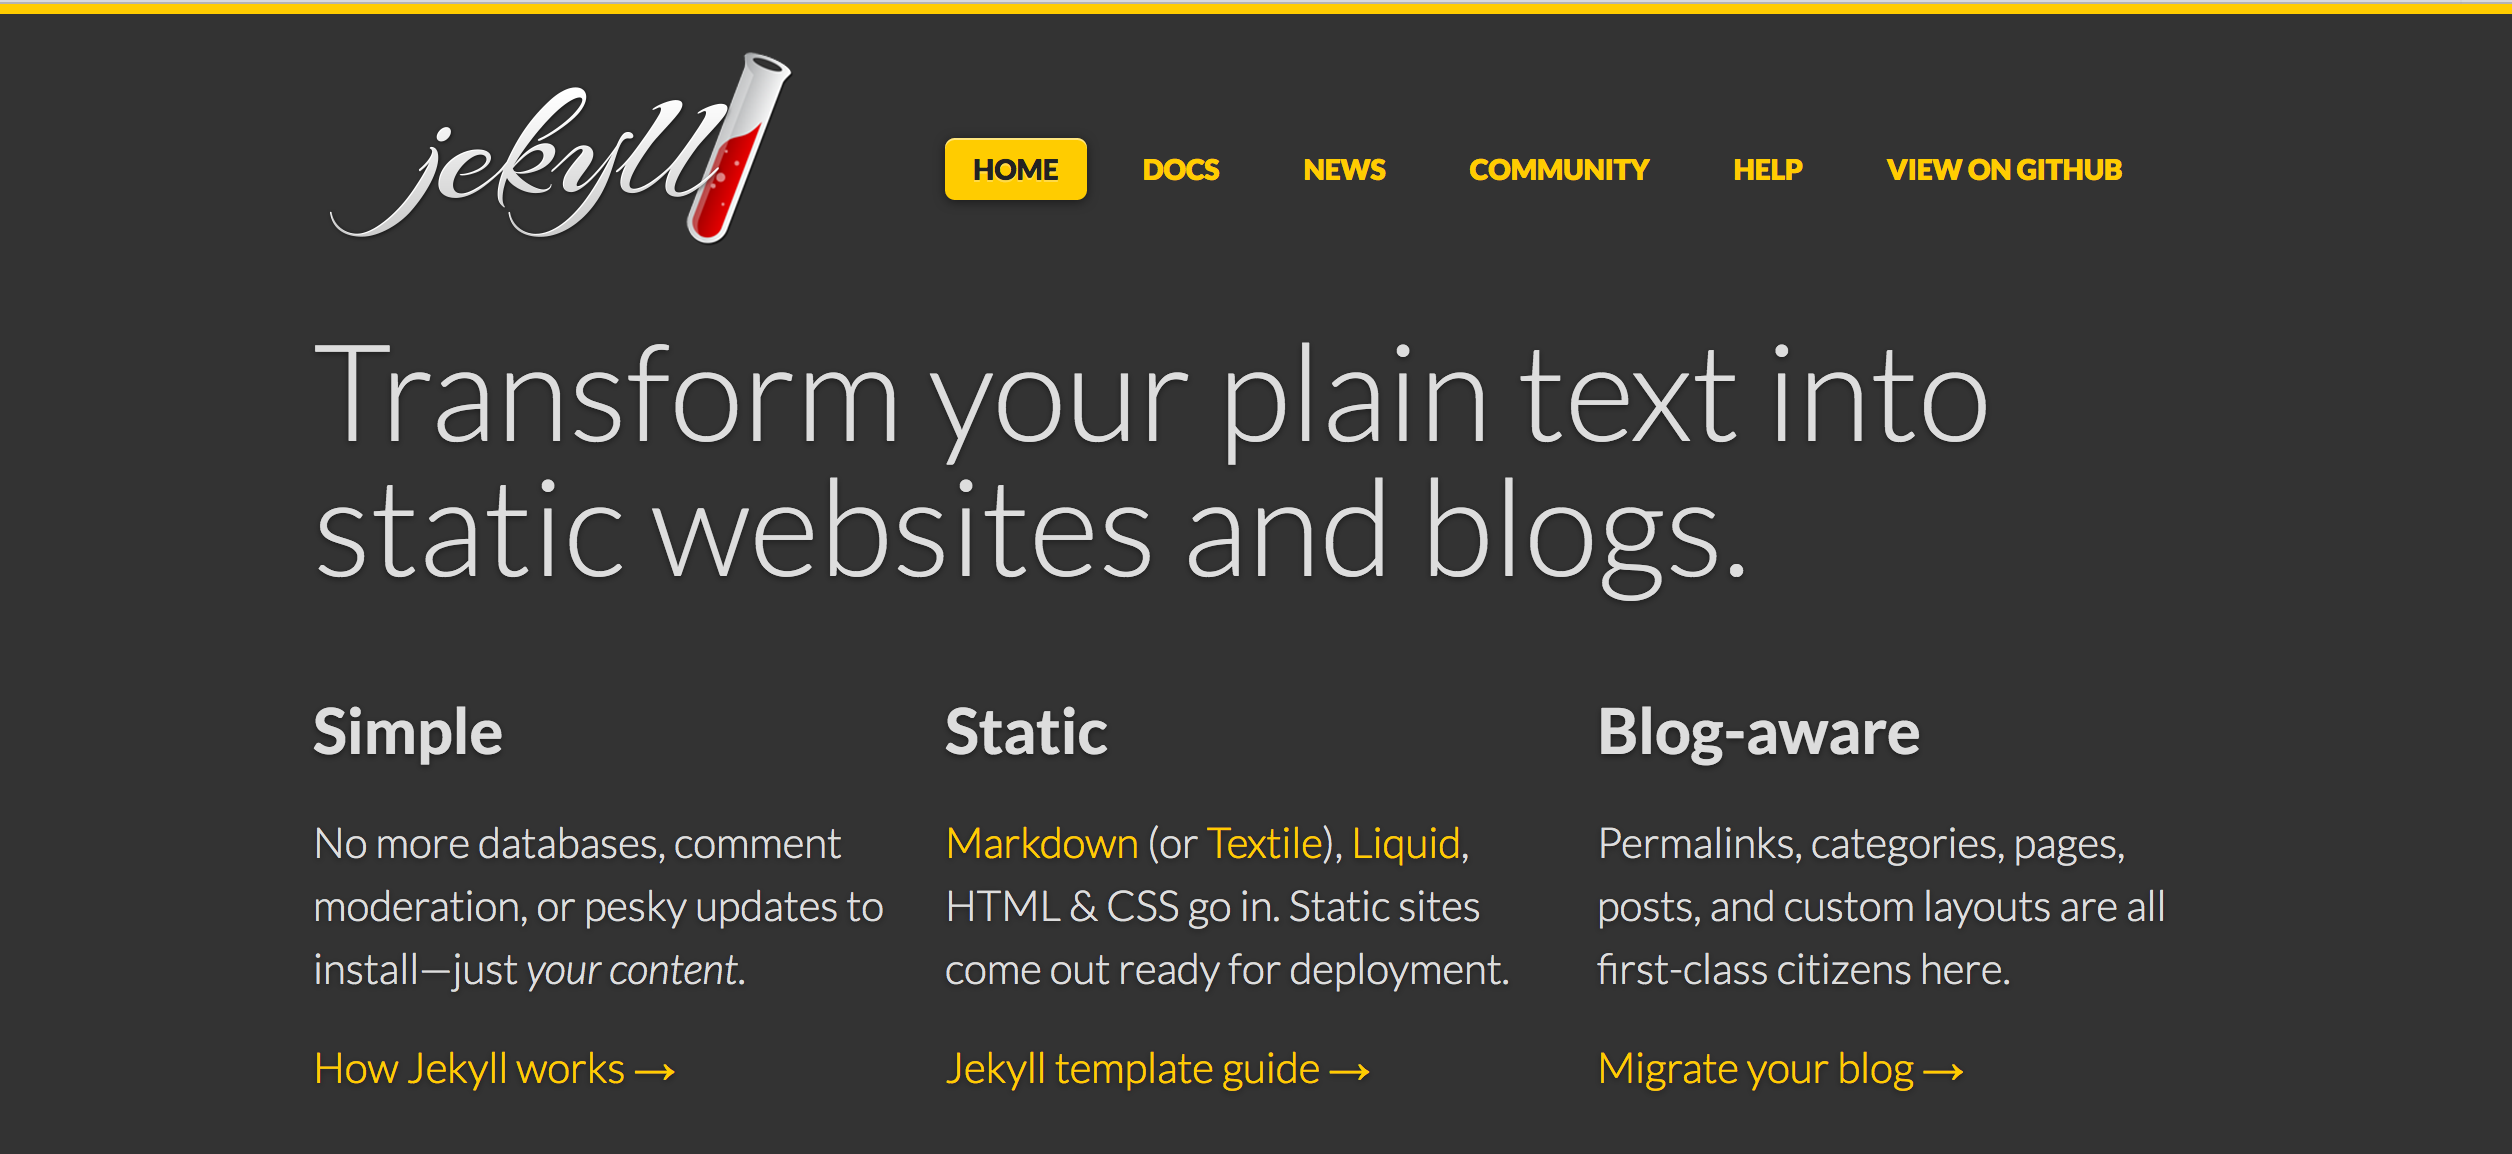 jekyll
HOME DOCS NEWS COMMUNITY HELP VIEW ON GITHUB
Transform your plain text into
static websites and blogs.
Simple
No more databases, comment
moderation, or pesky updates to
install—just your content.
How Jekyll works →
Static
Markdown (or Textile), Liquid,
HTML & CSS go in. Static sites
come out ready for deployment.
Jekyll template guide →
Blog-aware
Permalinks, categories, pages,
posts, and custom layouts are all
first-class citizens here.
Migrate your blog →